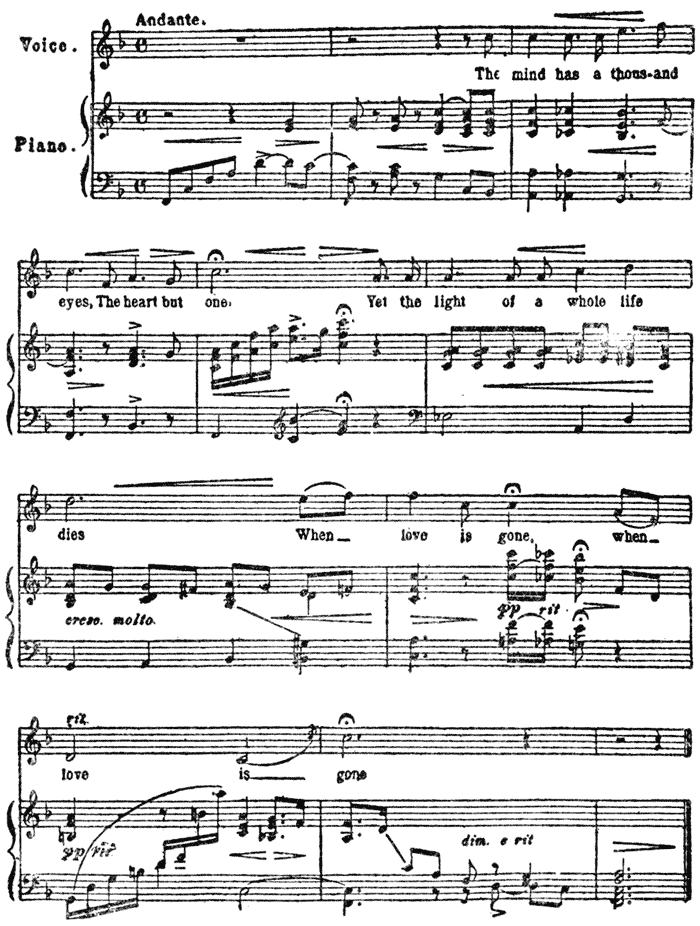 Andante.
Voice.
The mind has a thous-and
Piano.
eyes, The heart but one: Yet the light of a whole life
dies When love is gone, when
cresc. molto.
pp rit.
rit.
love is gone
pp rit.
dim. e rit